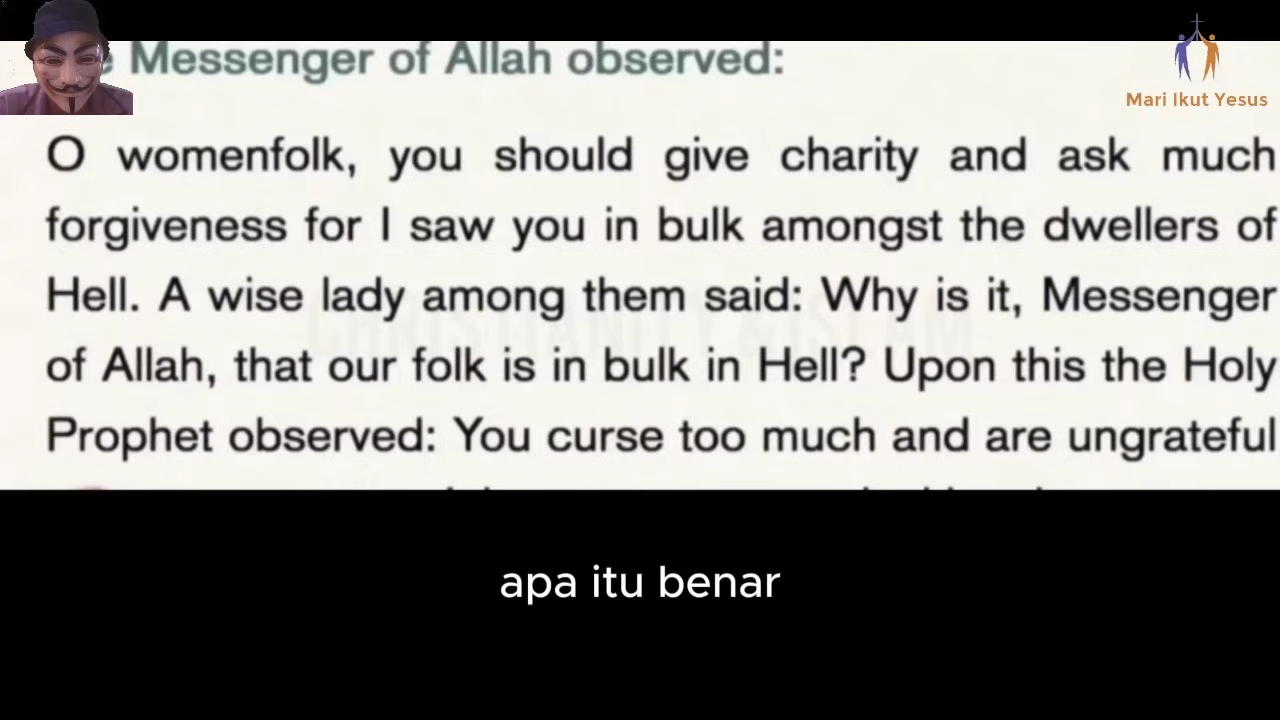 Messenger of Allah observed:
Mari Ikut Yesus
O womenfolk, you should give charity and ask much
forgiveness for I saw you in bulk amongst the dwellers of
Hell. A wise lady among them said: Why is it, Messenger
of Allah, that our folk is in bulk in Hell? Upon this the Holy
Prophet observed: You curse too much and are ungrateful
CHRISTIANITY & ISLAM
apa itu benar